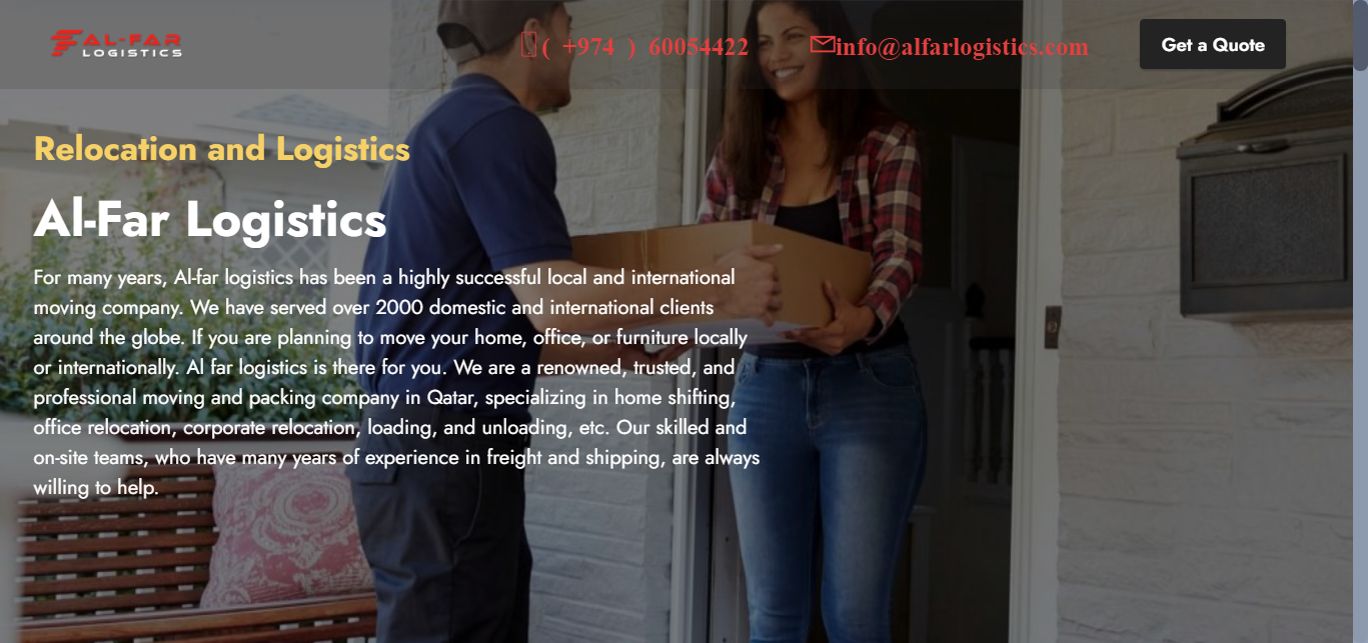 AL-FAR
LOGISTICS
( +974 ) 60054422
info@alfarlogistics.com
Get a Quote
Relocation and Logistics
Al-Far Logistics
For many years, Al-far logistics has been a highly successful local and international
moving company. We have served over 2000 domestic and international clients
around the globe. If you are planning to move your home, office, or furniture locally
or internationally. Al far logistics is there for you. We are a renowned, trusted, and
professional moving and packing company in Qatar, specializing in home shifting,
office relocation, corporate relocation, loading, and unloading, etc. Our skilled and
on-site teams, who have many years of experience in freight and shipping, are always
willing to help.